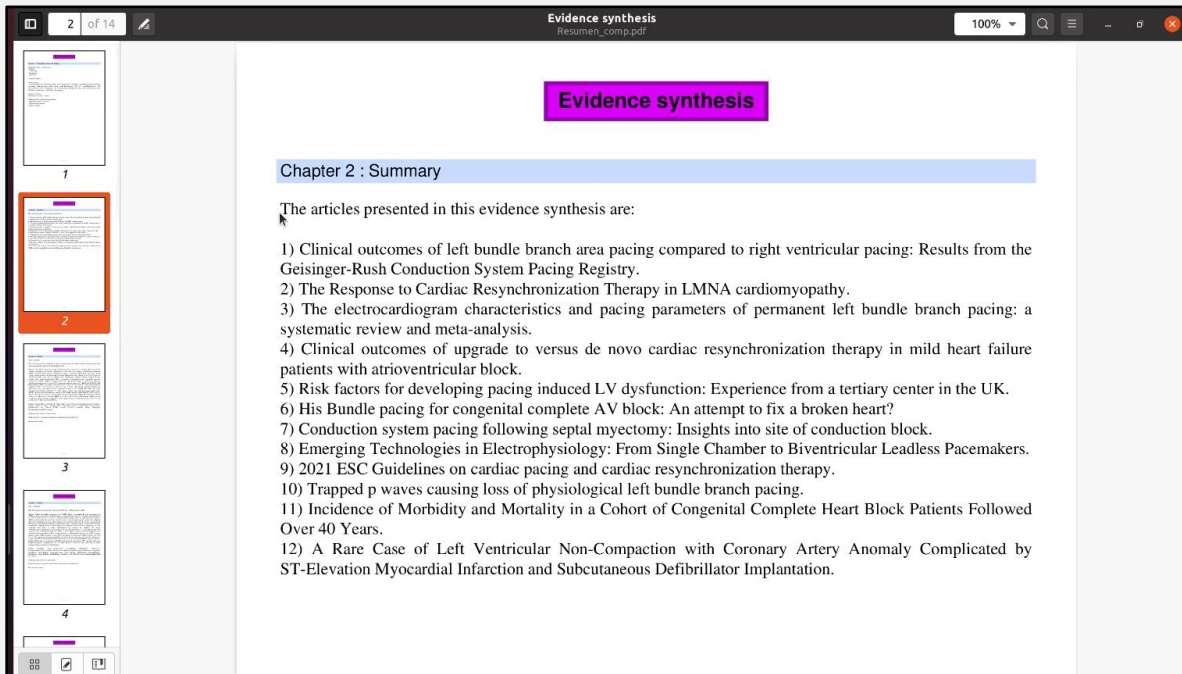 2 of 14
Evidence synthesis
Resumen_comp.pdf
100%
1
2
3
4
Evidence synthesis
Chapter 2 : Summary
The articles presented in this evidence synthesis are:
1) Clinical outcomes of left bundle branch area pacing compared to right ventricular pacing: Results from the
Geisinger-Rush Conduction System Pacing Registry.
2) The Response to Cardiac Resynchronization Therapy in LMNA cardiomyopathy.
3) The electrocardiogram characteristics and pacing parameters of permanent left bundle branch pacing: a
systematic review and meta-analysis.
4) Clinical outcomes of upgrade to versus de novo cardiac resynchronization therapy in mild heart failure
patients with atrioventricular block.
5) Risk factors for developing pacing induced LV dysfunction: Experience from a tertiary center in the UK.
6) His Bundle pacing for congenital complete AV block: An attempt to fix a broken heart?
7) Conduction system pacing following septal myectomy: Insights into site of conduction block.
8) Emerging Technologies in Electrophysiology: From Single Chamber to Biventricular Leadless Pacemakers.
9) 2021 ESC Guidelines on cardiac pacing and cardiac resynchronization therapy.
10) Trapped p waves causing loss of physiological left bundle branch pacing.
11) Incidence of Morbidity and Mortality in a Cohort of Congenital Complete Heart Block Patients Followed
Over 40 Years.
12) A Rare Case of Left Ventricular Non-Compaction with Coronary Artery Anomaly Complicated by
ST-Elevation Myocardial Infarction and Subcutaneous Defibrillator Implantation.